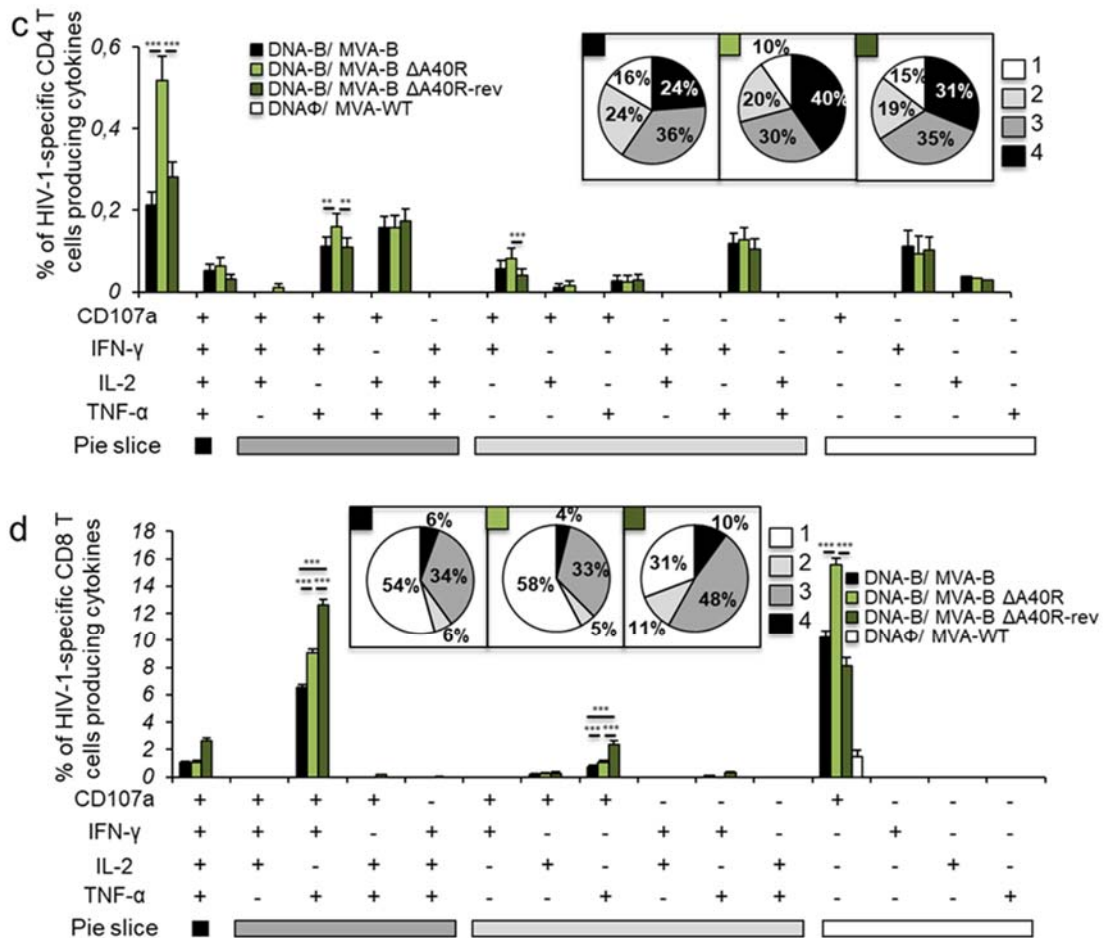 c
% of HIV-1-specific CD4 T
cells producing cytokines
0,6
0,4
0,2
0
*** ***
** **
***
DNA-B/ MVA-B
DNA-B/ MVA-B ΔA40R
DNA-B/ MVA-B ΔA40R-rev
DNAΦ/ MVA-WT
16% 24% 24% 36%
10% 20% 40% 30%
15% 31% 19% 35%
1
2
3
4
CD107a + + + + - + + + - - - + - - -
IFN-γ + + + - + + - - + + - - + - -
IL-2 + + - + + - + - + - + - - + -
TNF-α + - + + + - - + - + + - - - +
Pie slice
d
% of HIV-1-specific CD8 T
cells producing cytokines
18
16
14
12
10
8
6
4
2
0
***
*** ***
***
*** ***
*** ***
6% 54% 34% 6%
4% 58% 33% 5%
10% 31% 48% 11%
1
2
3
4
DNA-B/ MVA-B
DNA-B/ MVA-B ΔA40R
DNA-B/ MVA-B ΔA40R-rev
DNAΦ/ MVA-WT
CD107a + + + + - + + + - - - + - - -
IFN-γ + + + - + + - - + + - - + - -
IL-2 + + - + + - + - + - + - - + -
TNF-α + - + + + - - + - + + - - - +
Pie slice